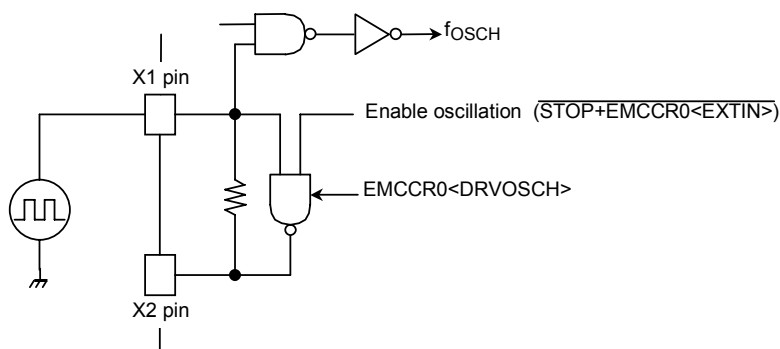 fOSCH
X1 pin
Enable oscillation (STOP+EMCCR0<EXTIN>)
EMCCR0<DRVOSCH>
X2 pin